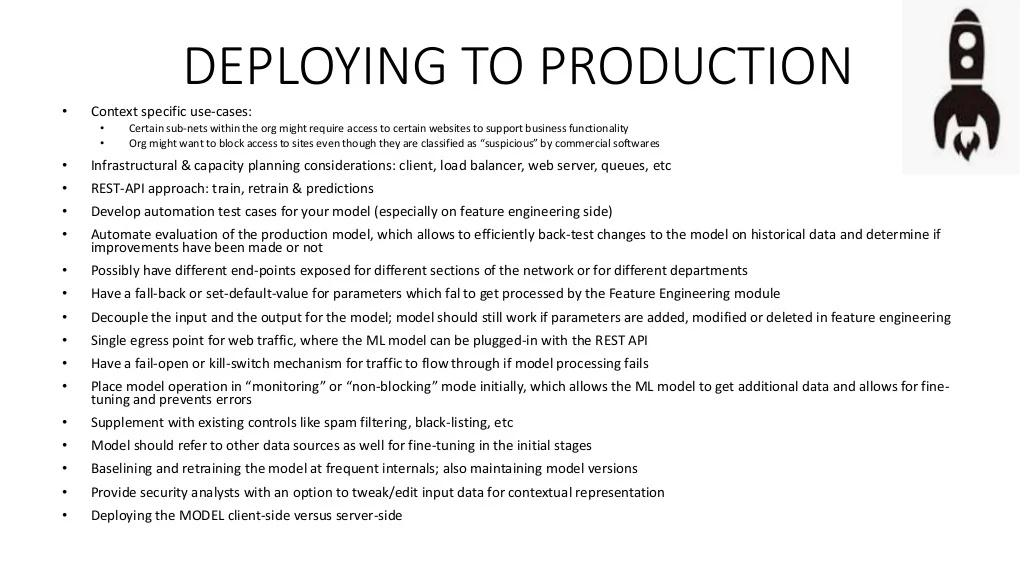 DEPLOYING TO PRODUCTION
• Context specific use-cases:
• Certain sub-nets within the org might require access to certain websites to support business functionality
• Org might want to block access to sites even though they are classified as “suspicious” by commercial softwares
• Infrastructural & capacity planning considerations: client, load balancer, web server, queues, etc
• REST-API approach: train, retrain & predictions
• Develop automation test cases for your model (especially on feature engineering side)
• Automate evaluation of the production model, which allows to efficiently back-test changes to the model on historical data and determine if
improvements have been made or not
• Possibly have different end-points exposed for different sections of the network or for different departments
• Have a fall-back or set-default-value for parameters which fal to get processed by the Feature Engineering module
• Decouple the input and the output for the model; model should still work if parameters are added, modified or deleted in feature engineering
• Single egress point for web traffic, where the ML model can be plugged-in with the REST API
• Have a fail-open or kill-switch mechanism for traffic to flow through if model processing fails
• Place model operation in “monitoring” or “non-blocking” mode initially, which allows the ML model to get additional data and allows for fine-
tuning and prevents errors
• Supplement with existing controls like spam filtering, black-listing, etc
• Model should refer to other data sources as well for fine-tuning in the initial stages
• Baselining and retraining the model at frequent internals; also maintaining model versions
• Provide security analysts with an option to tweak/edit input data for contextual representation
• Deploying the MODEL client-side versus server-side